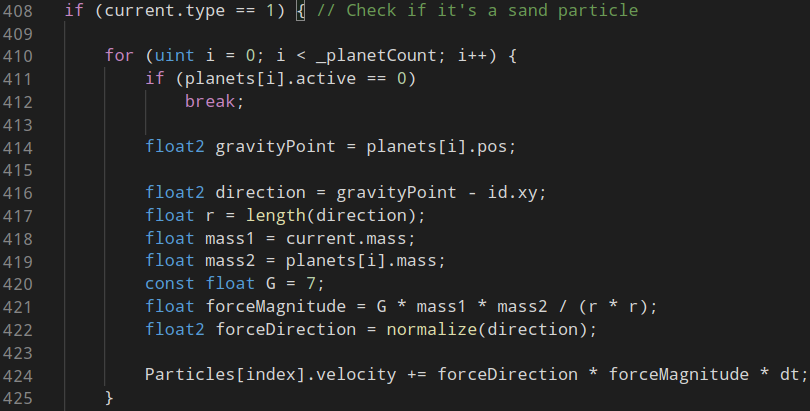 408 if (current.type == 1) { // Check if it's a sand particle
409
410 for (uint i = 0; i < _planetCount; i++) {
411 if (planets[i].active == 0)
412 break;
413
414 float2 gravityPoint = planets[i].pos;
415
416 float2 direction = gravityPoint - id.xy;
417 float r = length(direction);
418 float mass1 = current.mass;
419 float mass2 = planets[i].mass;
420 const float G = 7;
421 float forceMagnitude = G * mass1 * mass2 / (r * r);
422 float2 forceDirection = normalize(direction);
423
424 Particles[index].velocity += forceDirection * forceMagnitude * dt;
425 }